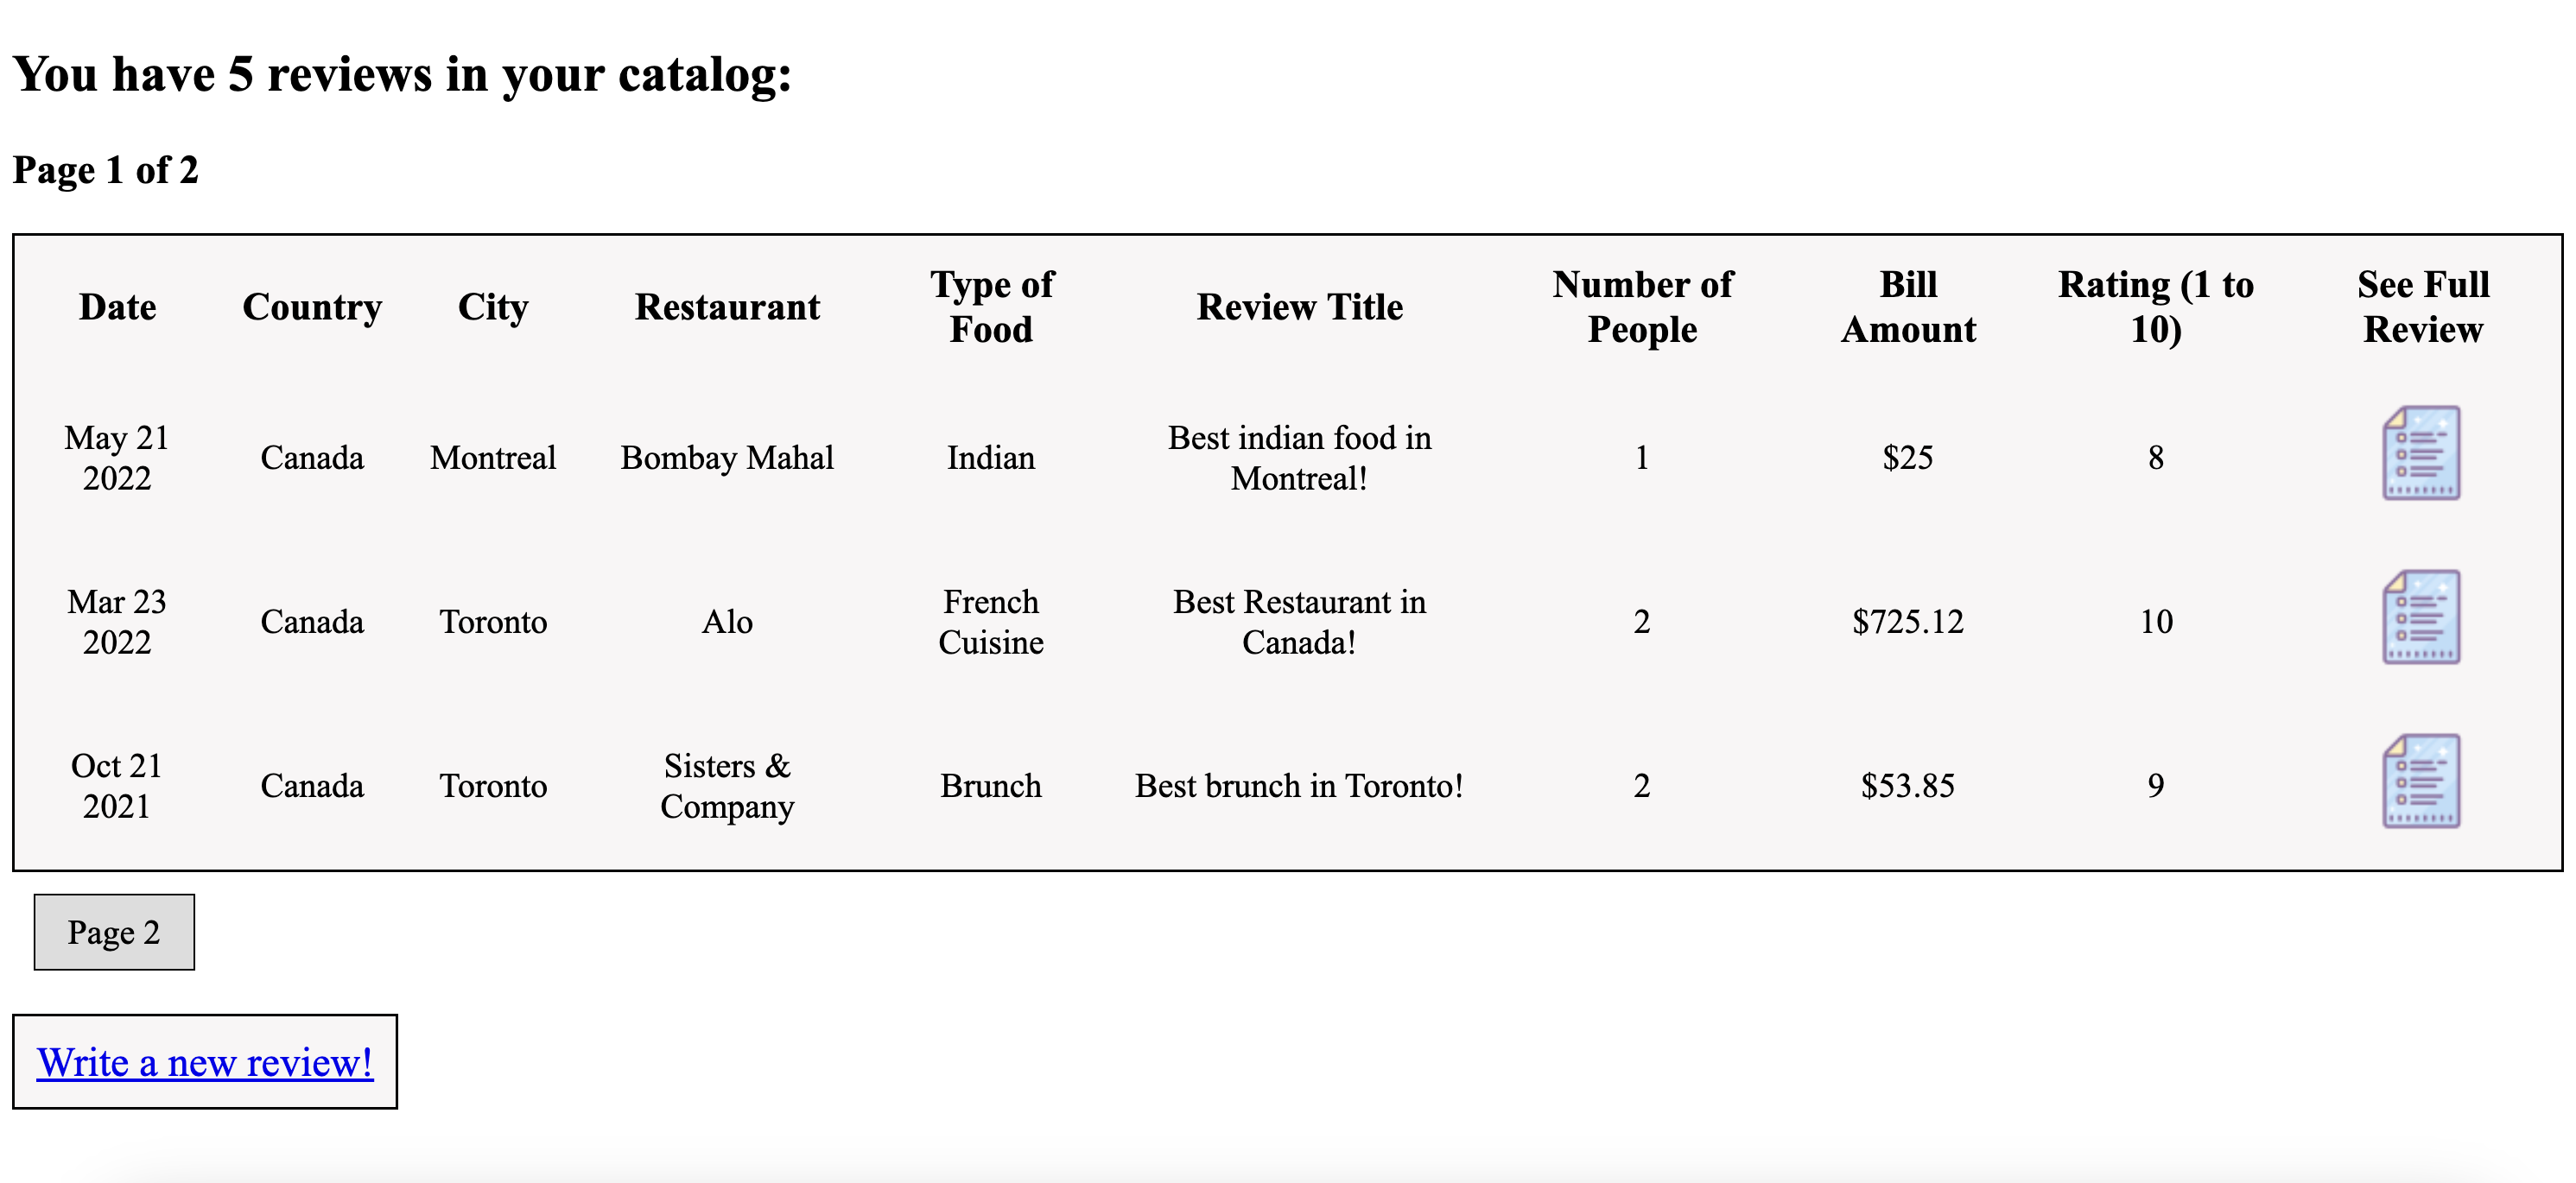 You have 5 reviews in your catalog:
Page 1 of 2
Date Country City Restaurant Type of Food Review Title Number of People Bill Amount Rating (1 to 10) See Full Review
May 21 2022 Canada Montreal Bombay Mahal Indian Best indian food in Montreal! 1 $25 8
Mar 23 2022 Canada Toronto Alo French Cuisine Best Restaurant in Canada! 2 $725.12 10
Oct 21 2021 Canada Toronto Sisters & Company Brunch Best brunch in Toronto! 2 $53.85 9
Page 2
Write a new review!